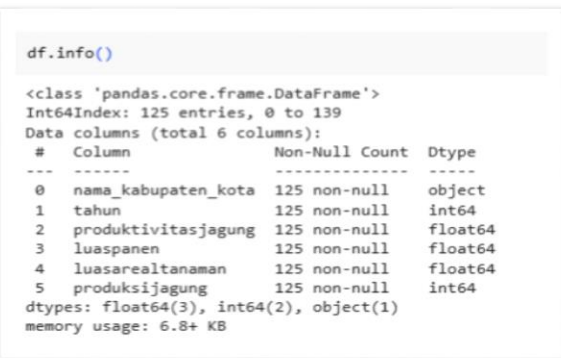 df.info()
<class 'pandas.core.frame.DataFrame'>
Int64Index: 125 entries, 0 to 139
Data columns (total 6 columns):
 #   Column               Non-Null Count  Dtype
---  ------               --------------  -----
 0   nama_kabupaten_kota  125 non-null    object
 1   tahun                125 non-null    int64
 2   produktivitasjagung  125 non-null    float64
 3   luaspanen            125 non-null    float64
 4   luasarealtanaman     125 non-null    float64
 5   produksijagung       125 non-null    int64
dtypes: float64(3), int64(2), object(1)
memory usage: 6.8+ KB